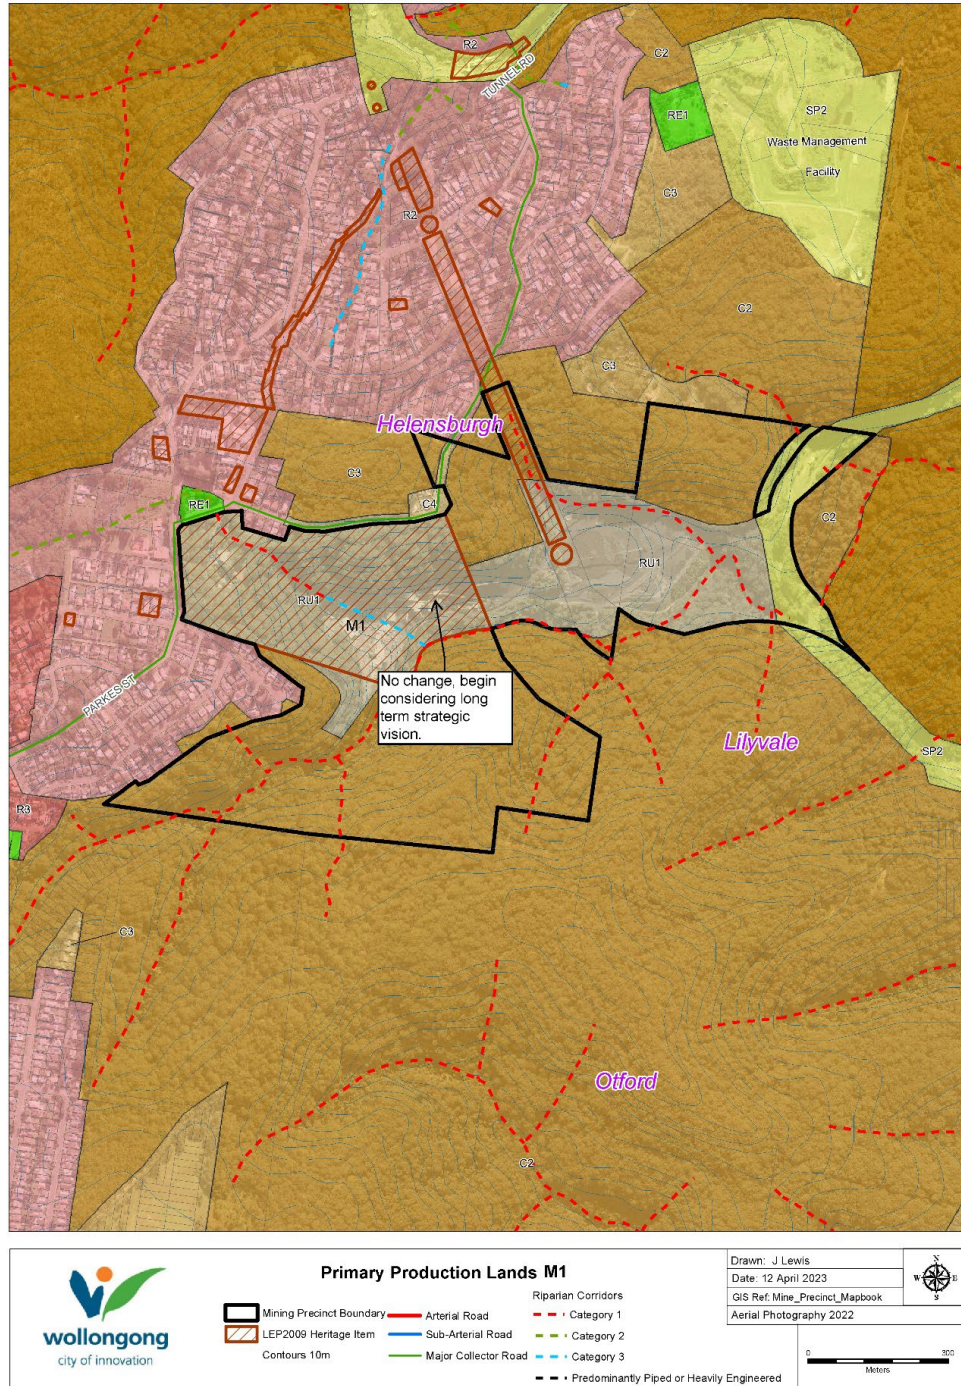 R2
C2
TUNNEL RD
RE1
SP2
Waste Management
Facility
C3
R2
C2
C3
Helensburgh
C3
C4
RE1
C2
RU1
RU1
M1
No change, begin
considering long
term strategic
vision.
PARKES ST
Lilyvale
SP2
R3
C3
Otford
C2
wollongong
city of innovation
Primary Production Lands M1
Mining Precinct Boundary
LEP2009 Heritage Item
Contours 10m
Arterial Road
Sub-Arterial Road
Major Collector Road
Riparian Corridors
Category 1
Category 2
Category 3
Predominantly Piped or Heavily Engineered
Drawn: J Lewis
Date: 12 April 2023
GIS Ref: Mine_Precinct_Mapbook
Aerial Photography 2022
N
W
E
S
0 300
Meters